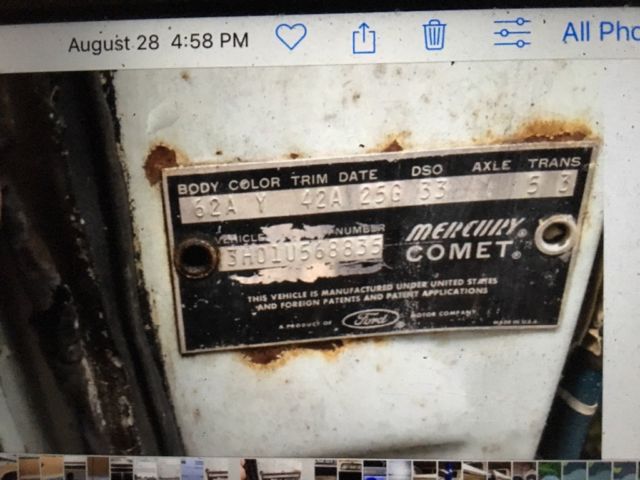 August 28 4:58 PM All Pho
BODY COLOR TRIM DATE DSO AXLE TRANS
62A Y 42A 25G 33 5 3
VEHICLE NUMBER
3H01U568835
MERCURY
COMET
THIS VEHICLE IS MANUFACTURED UNDER UNITED STATES
AND FOREIGN PATENTS AND PATENT APPLICATIONS
A PRODUCT OF Ford MOTOR COMPANY MADE IN U.S.A.